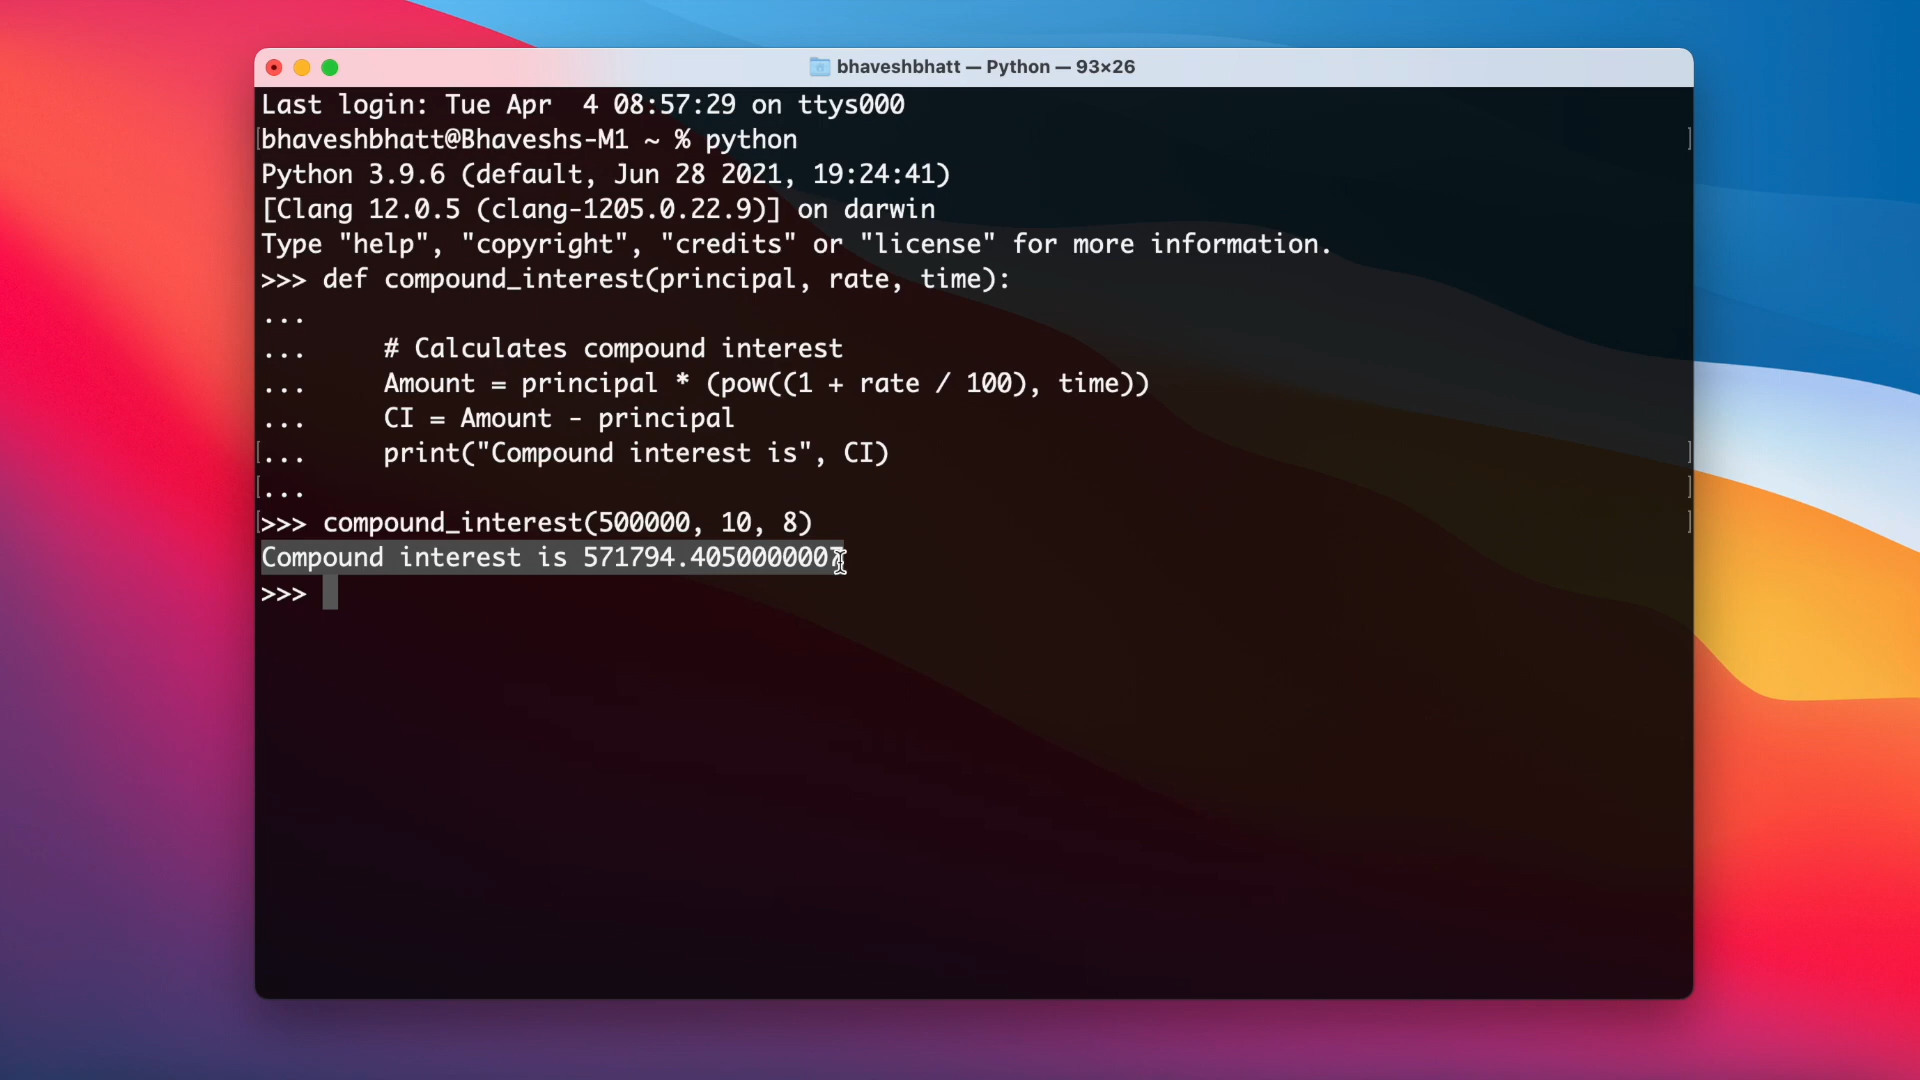 bhaveshbhatt — Python — 93×26
Last login: Tue Apr  4 08:57:29 on ttys000
bhaveshbhatt@Bhaveshs-M1 ~ % python
Python 3.9.6 (default, Jun 28 2021, 19:24:41)
[Clang 12.0.5 (clang-1205.0.22.9)] on darwin
Type "help", "copyright", "credits" or "license" for more information.
>>> def compound_interest(principal, rate, time):
...
...     # Calculates compound interest
...     Amount = principal * (pow((1 + rate / 100), time))
...     CI = Amount - principal
...     print("Compound interest is", CI)
...
>>> compound_interest(500000, 10, 8)
Compound interest is 571794.4050000007
>>>